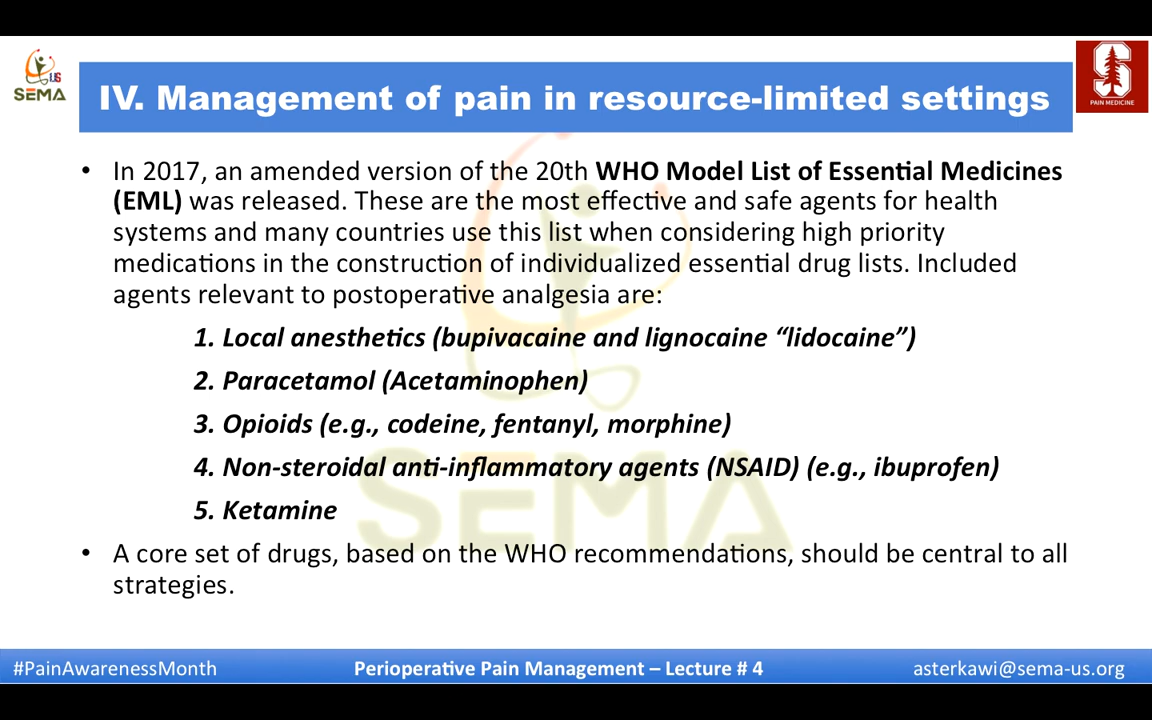 US
SEMA
IV. Management of pain in resource-limited settings
S
PAIN MEDICINE
• In 2017, an amended version of the 20th WHO Model List of Essential Medicines
(EML) was released. These are the most effective and safe agents for health
systems and many countries use this list when considering high priority
medications in the construction of individualized essential drug lists. Included
agents relevant to postoperative analgesia are:
1. Local anesthetics (bupivacaine and lignocaine “lidocaine”)
2. Paracetamol (Acetaminophen)
3. Opioids (e.g., codeine, fentanyl, morphine)
4. Non-steroidal anti-inflammatory agents (NSAID) (e.g., ibuprofen)
5. Ketamine
SEMA
• A core set of drugs, based on the WHO recommendations, should be central to all
strategies.
#PainAwarenessMonth
Perioperative Pain Management – Lecture # 4
asterkawi@sema-us.org